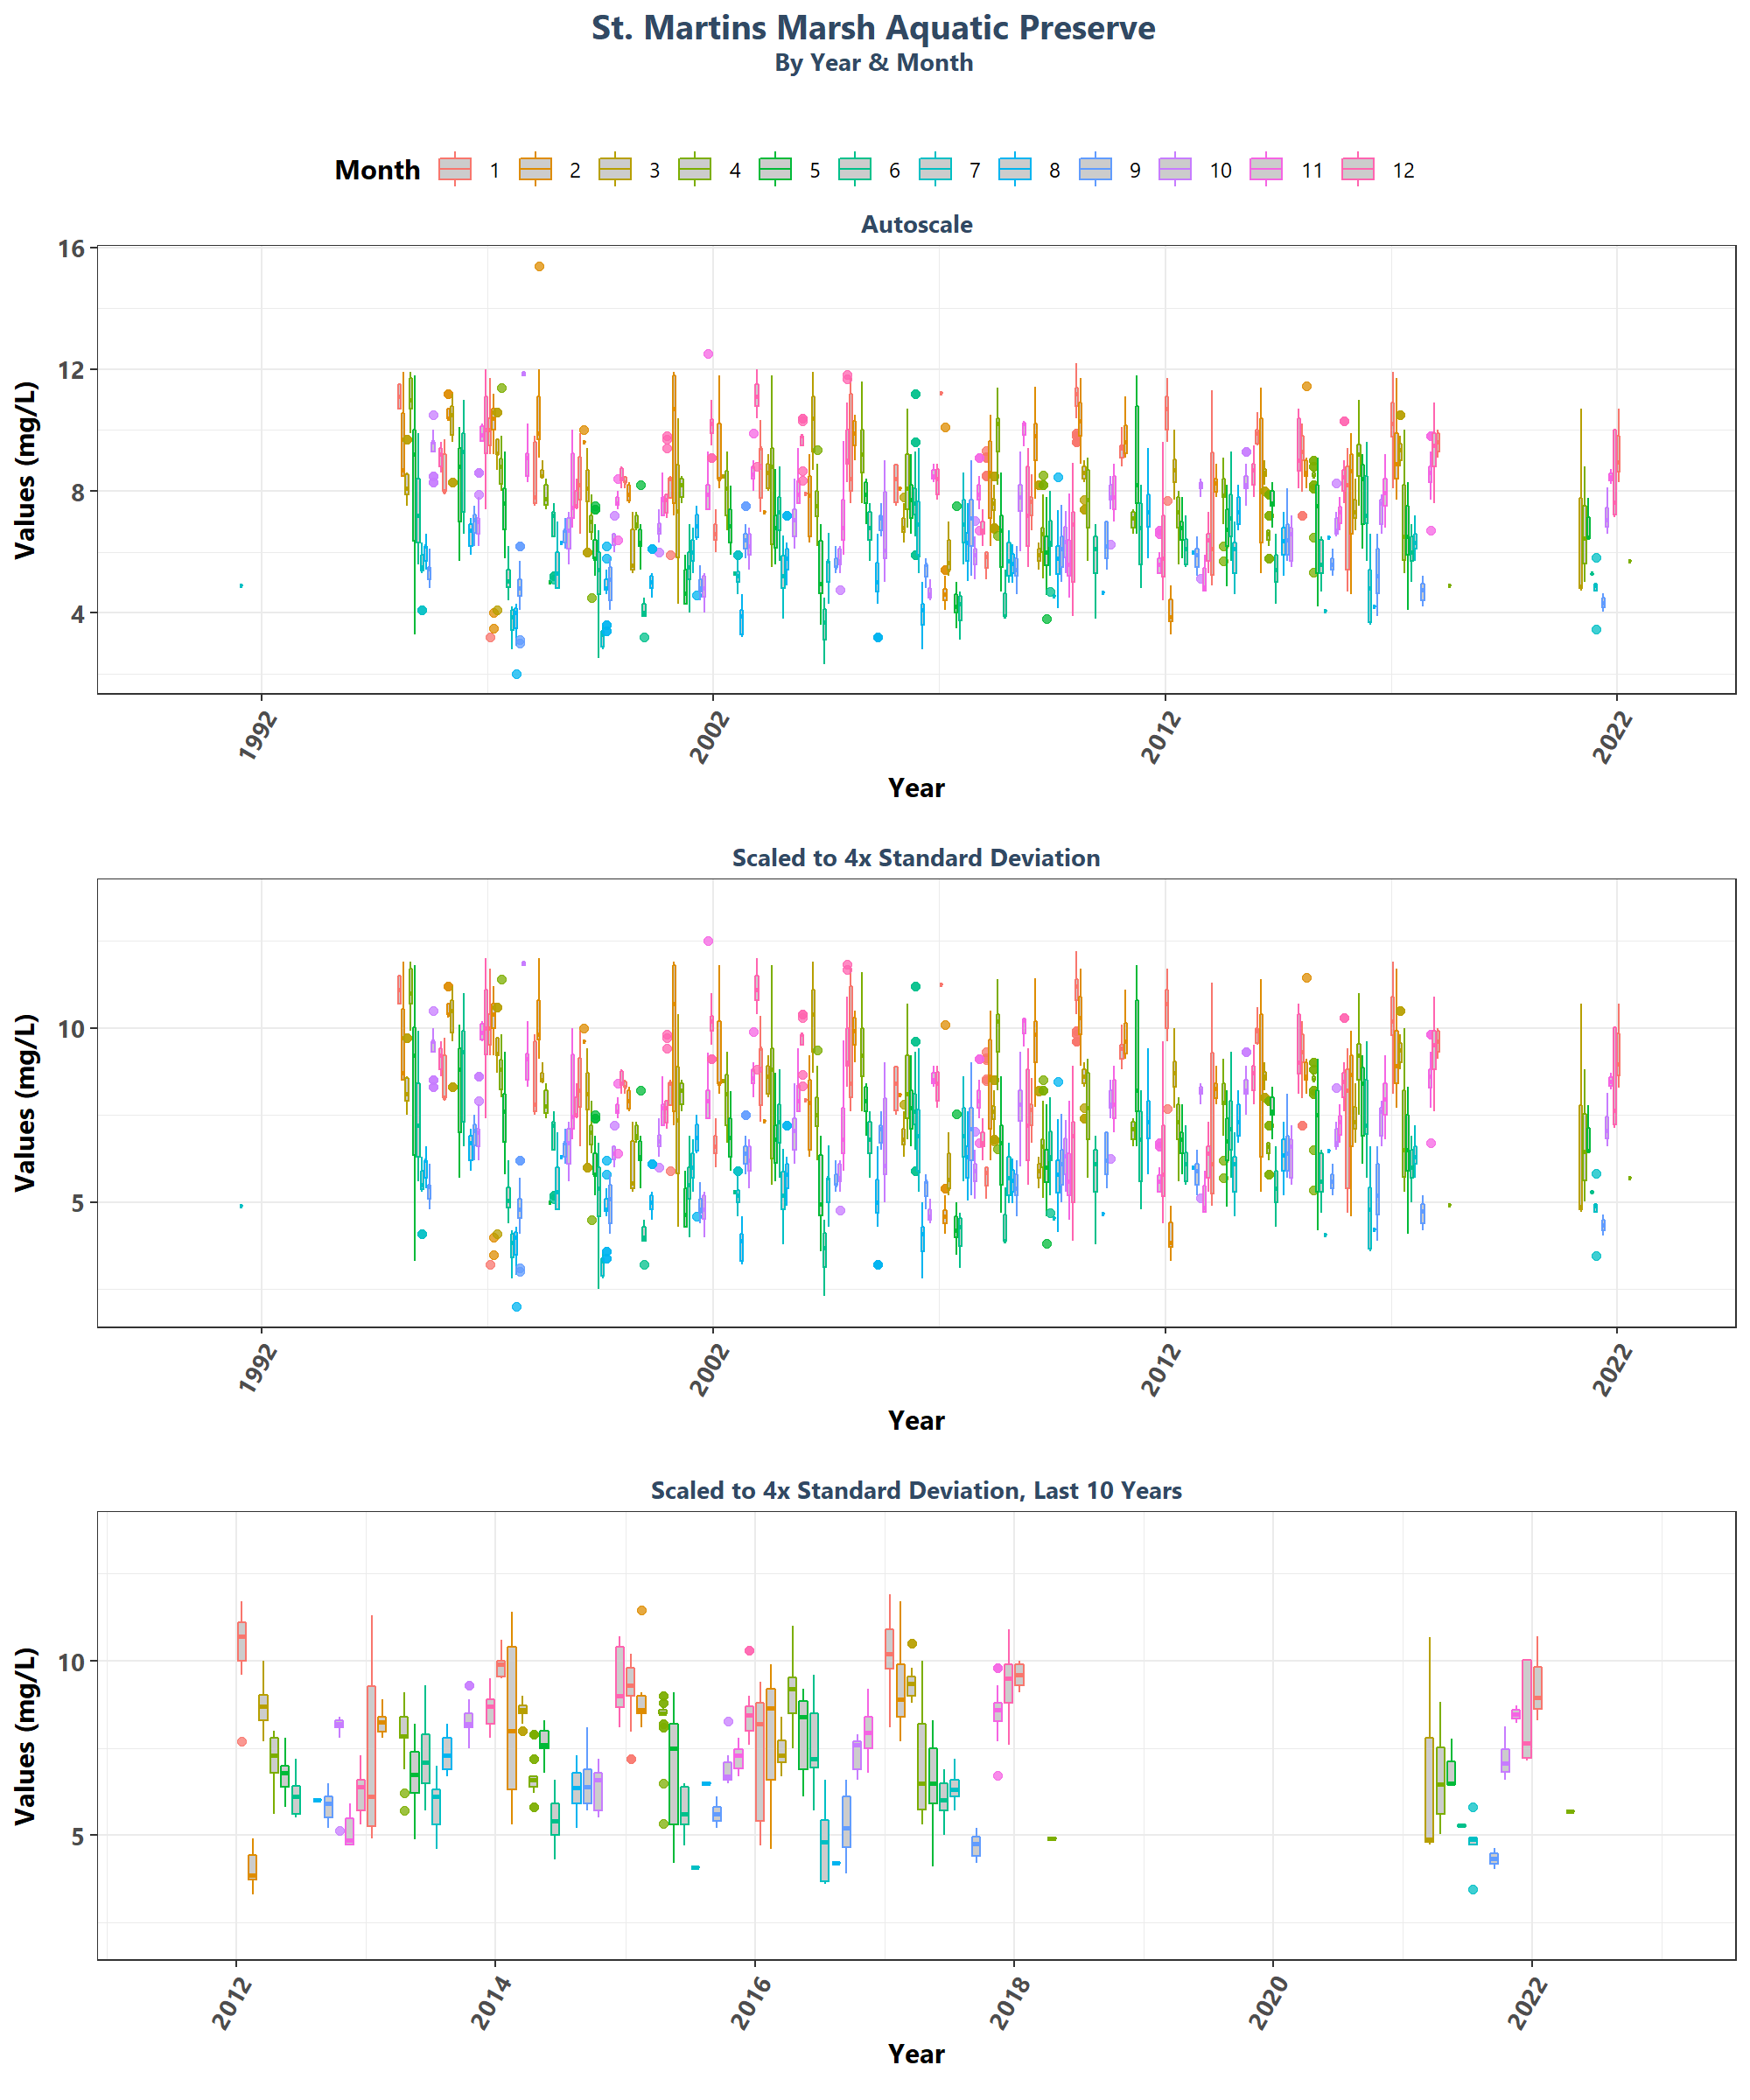 St. Martins Marsh Aquatic Preserve
By Year & Month
Month 1 2 3 4 5 6 7 8 9 10 11 12
Autoscale
Values (mg/L)
16
12
8
4
1992 2002 2012 2022
Year
Scaled to 4x Standard Deviation
Values (mg/L)
10
5
1992 2002 2012 2022
Year
Scaled to 4x Standard Deviation, Last 10 Years
Values (mg/L)
10
5
2012 2014 2016 2018 2020 2022
Year